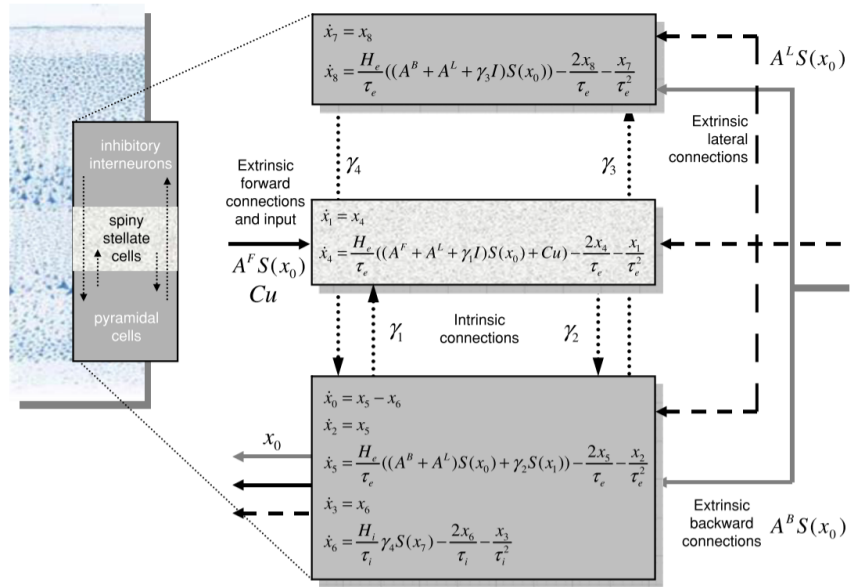 ẋ₇ = x₈
ẋ₈ = Hₑ/τₑ ((Aᴮ + Aᴸ + γ₃I)S(x₀)) − 2x₈/τₑ − x₇/τₑ²
AᴸS(x₀)
inhibitory
interneurons
spiny
stellate
cells
pyramidal
cells
Extrinsic
forward
connections
and input
AᶠS(x₀)
Cu
γ₄
γ₃
Extrinsic
lateral
connections
ẋ₁ = x₄
ẋ₄ = Hₑ/τₑ ((Aᶠ + Aᴸ + γ₁I)S(x₀) + Cu) − 2x₄/τₑ − x₁/τₑ²
γ₁
Intrinsic
connections
γ₂
x₀
ẋ₀ = x₅ − x₆
ẋ₂ = x₅
ẋ₅ = Hₑ/τₑ ((Aᴮ + Aᴸ)S(x₀) + γ₂S(x₁)) − 2x₅/τₑ − x₂/τₑ²
ẋ₃ = x₆
ẋ₆ = Hᵢ/τᵢ γ₄S(x₇) − 2x₆/τᵢ − x₃/τᵢ²
Extrinsic
backward
connections
AᴮS(x₀)